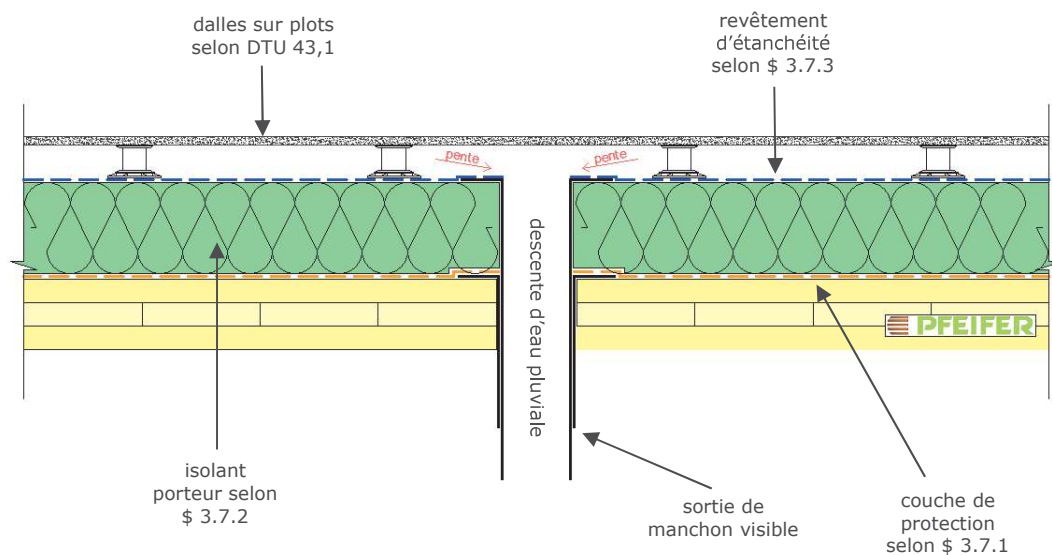 dalles sur plots
selon DTU 43,1
revêtement
d'étanchéité
selon $ 3.7.3
pente
pente
descente d'eau pluviale
PFEIFER
isolant
porteur selon
$ 3.7.2
sortie de
manchon visible
couche de
protection
selon $ 3.7.1